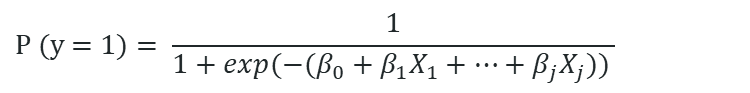 P (y = 1) = 1 / 1 + exp(−(β₀ + β₁X₁ + ⋯ + βⱼXⱼ))